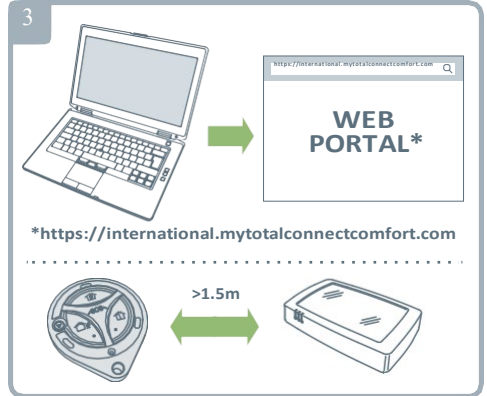 3
https://international.mytotalconnectcomfort.com
WEB
PORTAL*
*https://international.mytotalconnectcomfort.com
>1.5m